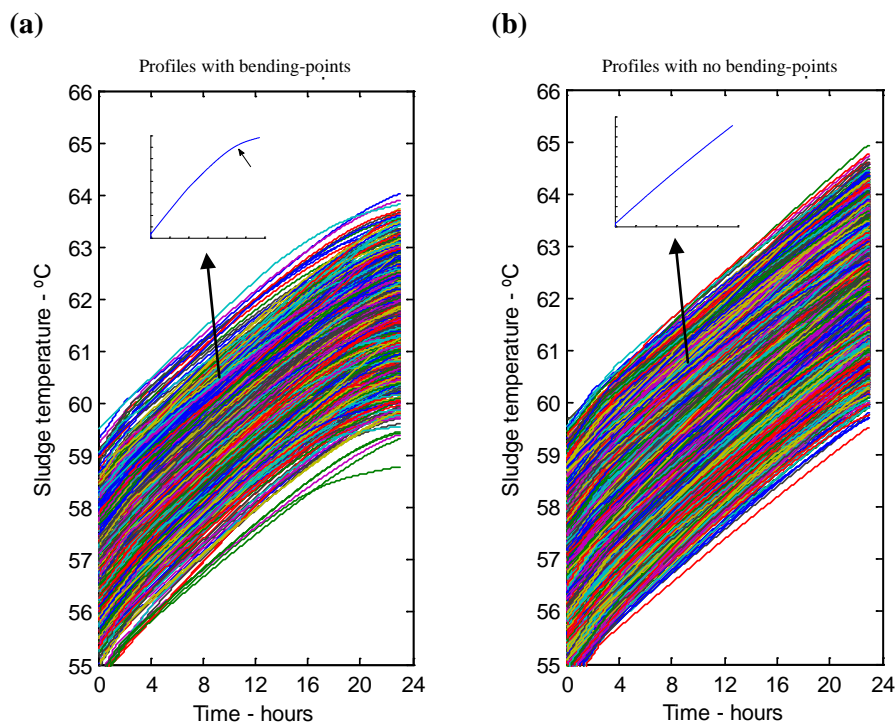 (a)
Profiles with bending-points
66
65
64
63
62
61
60
59
58
57
56
55
0 4 8 12 16 20 24
Sludge temperature - ºC
Time - hours
(b)
Profiles with no bending-points
66
65
64
63
62
61
60
59
58
57
56
55
0 4 8 12 16 20 24
Sludge temperature - ºC
Time - hours